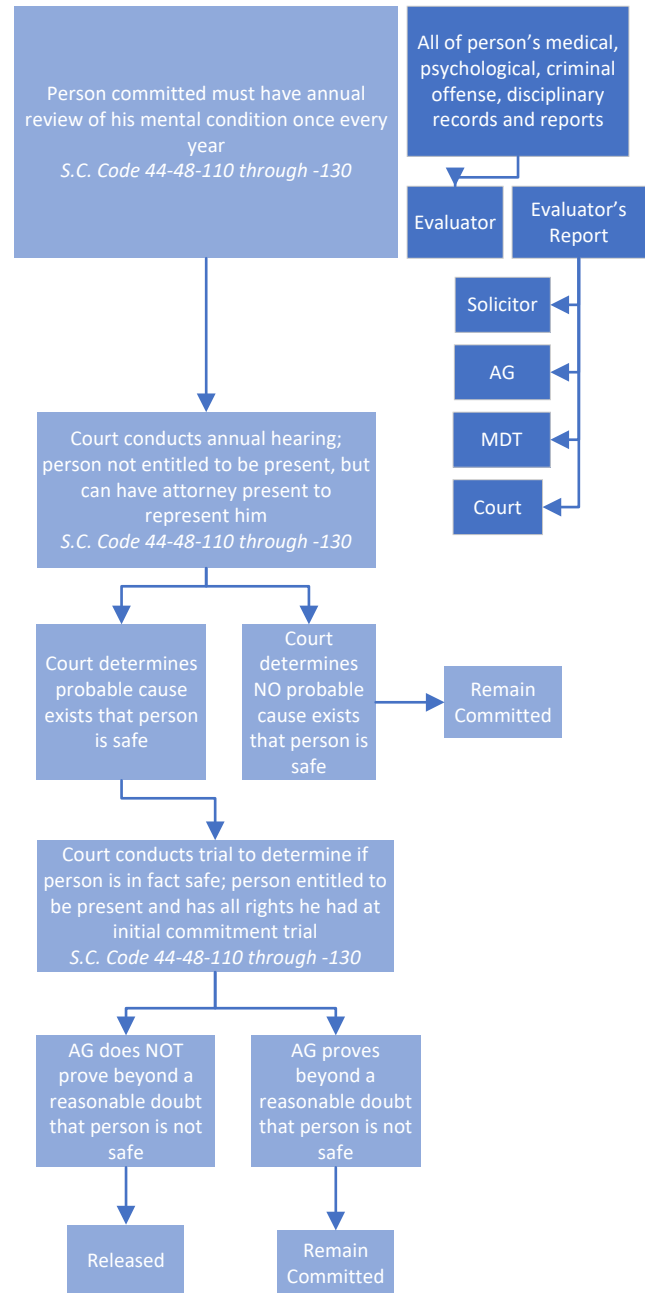 Person committed must have annual
review of his mental condition once every
year
S.C. Code 44-48-110 through -130
All of person’s medical,
psychological, criminal
offense, disciplinary
records and reports
Evaluator
Evaluator’s
Report
Solicitor
AG
MDT
Court
Court conducts annual hearing;
person not entitled to be present, but
can have attorney present to
represent him
S.C. Code 44-48-110 through -130
Court determines
probable cause
exists that person
is safe
Court
determines
NO probable
cause exists
that person is
safe
Remain
Committed
Court conducts trial to determine if
person is in fact safe; person entitled to
be present and has all rights he had at
initial commitment trial
S.C. Code 44-48-110 through -130
AG does NOT
prove beyond a
reasonable doubt
that person is not
safe
AG proves
beyond a
reasonable doubt
that person is not
safe
Released
Remain
Committed